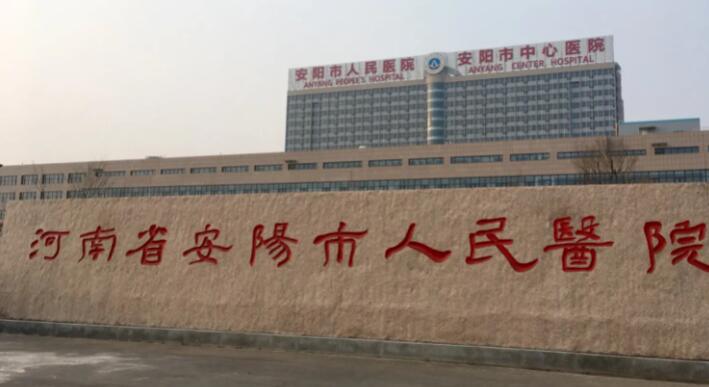 安阳市人民医院
ANYANG PEOPLE'S HOSPITAL
安阳市中心医院
ANYANG CENTER HOSPITAL
河南省安陽市人民醫院